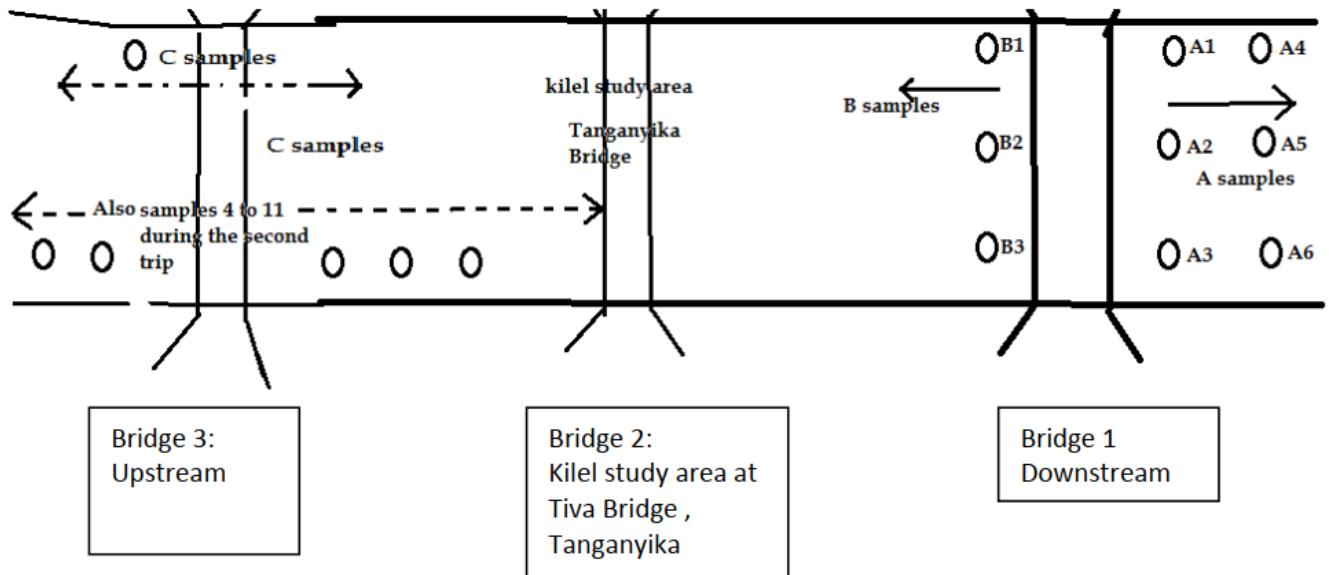 C samples
C samples
Also samples 4 to 11
during the second
trip
kilel study area
Tanganyika
Bridge
B samples
B1
B2
B3
A1
A4
A2
A5
A samples
A3
A6
Bridge 3:
Upstream
Bridge 2:
Kilel study area at
Tiva Bridge ,
Tanganyika
Bridge 1
Downstream